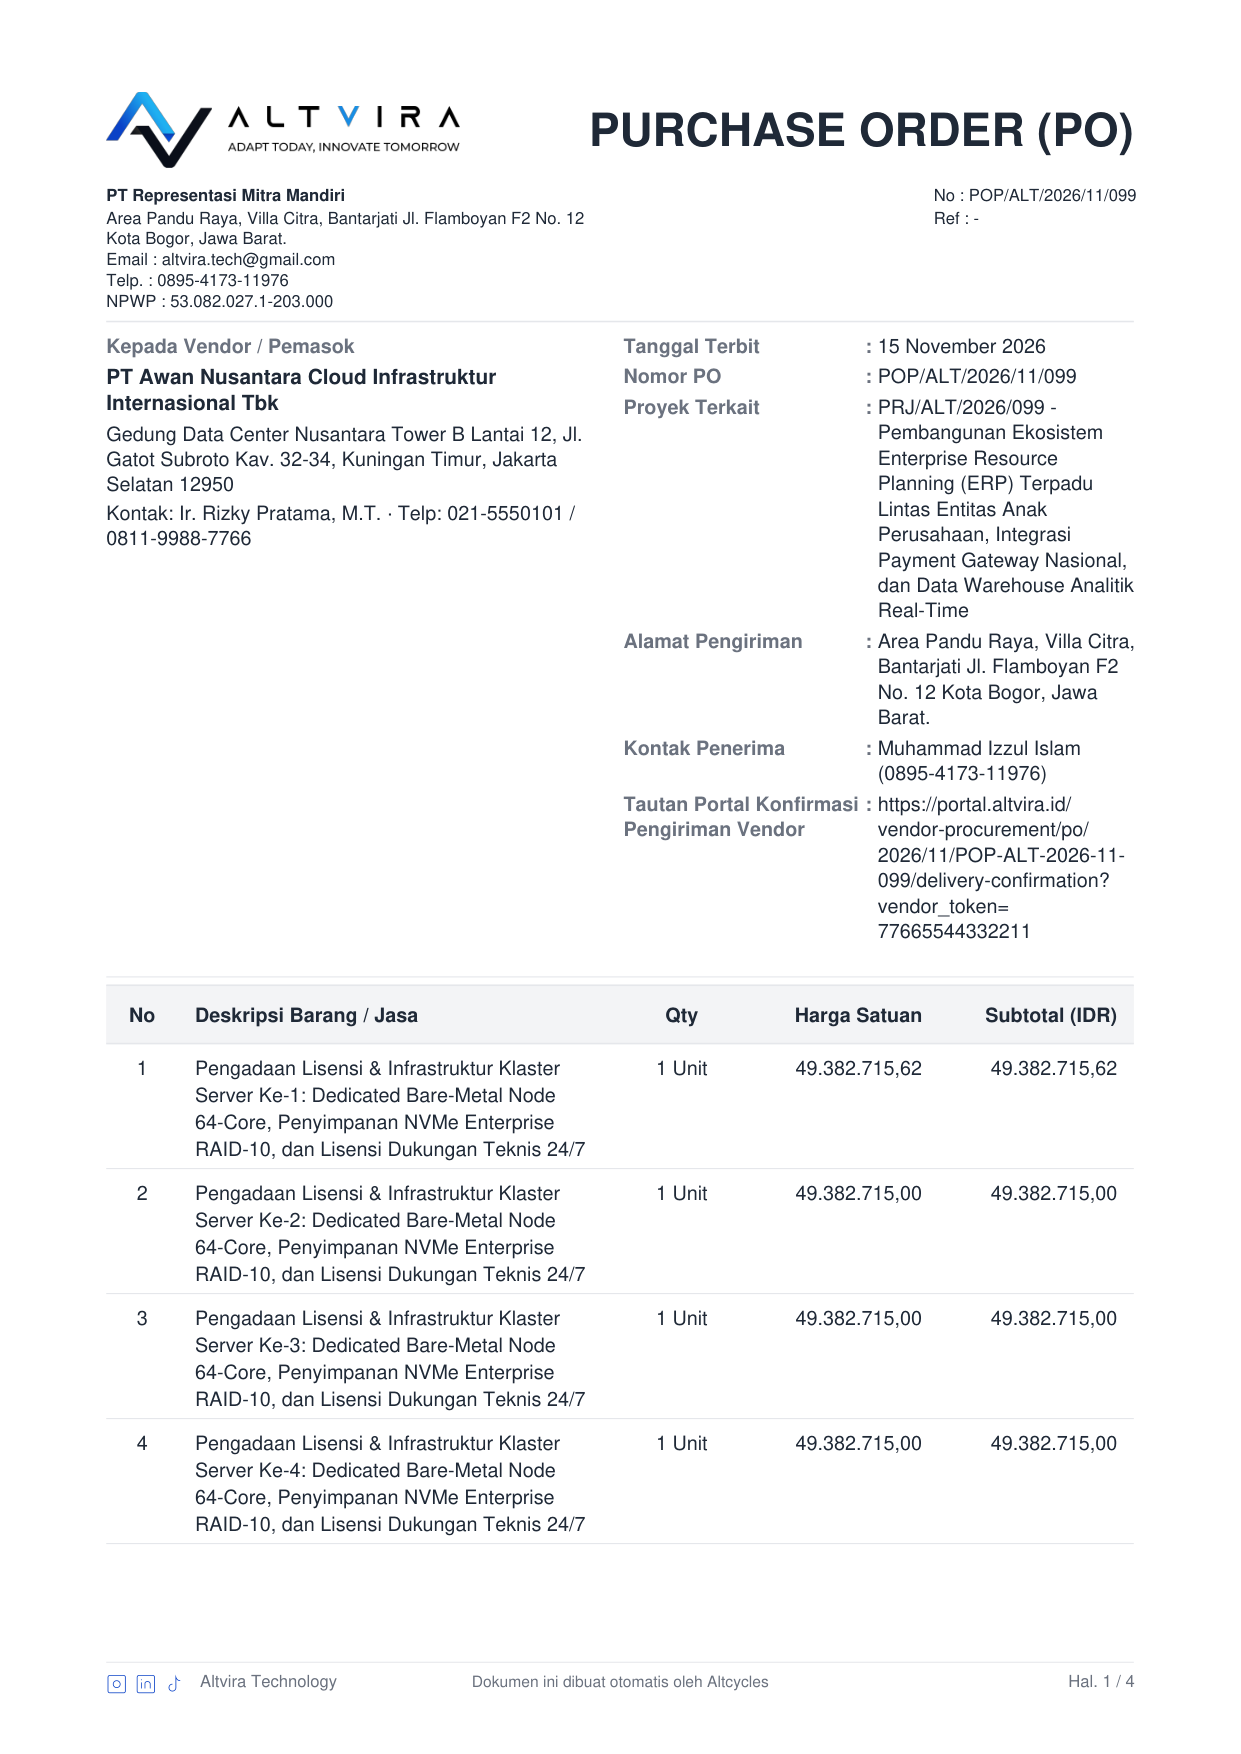 ALTVIRA
ADAPT TODAY, INNOVATE TOMORROW
PURCHASE ORDER (PO)
PT Representasi Mitra Mandiri
Area Pandu Raya, Villa Citra, Bantarjati Jl. Flamboyan F2 No. 12
Kota Bogor, Jawa Barat.
Email : altvira.tech@gmail.com
Telp. : 0895-4173-11976
NPWP : 53.082.027.1-203.000
No : POP/ALT/2026/11/099
Ref : -
Kepada Vendor / Pemasok
PT Awan Nusantara Cloud Infrastruktur
Internasional Tbk
Gedung Data Center Nusantara Tower B Lantai 12, Jl.
Gatot Subroto Kav. 32-34, Kuningan Timur, Jakarta
Selatan 12950
Kontak: Ir. Rizky Pratama, M.T. · Telp: 021-5550101 /
0811-9988-7766
Tanggal Terbit : 15 November 2026
Nomor PO : POP/ALT/2026/11/099
Proyek Terkait : PRJ/ALT/2026/099 -
Pembangunan Ekosistem
Enterprise Resource
Planning (ERP) Terpadu
Lintas Entitas Anak
Perusahaan, Integrasi
Payment Gateway Nasional,
dan Data Warehouse Analitik
Real-Time
Alamat Pengiriman : Area Pandu Raya, Villa Citra,
Bantarjati Jl. Flamboyan F2
No. 12 Kota Bogor, Jawa
Barat.
Kontak Penerima : Muhammad Izzul Islam
(0895-4173-11976)
Tautan Portal Konfirmasi : https://portal.altvira.id/
Pengiriman Vendor vendor-procurement/po/
2026/11/POP-ALT-2026-11-
099/delivery-confirmation?
vendor_token=
77665544332211
No Deskripsi Barang / Jasa Qty Harga Satuan Subtotal (IDR)
1 Pengadaan Lisensi & Infrastruktur Klaster 1 Unit 49.382.715,62 49.382.715,62
Server Ke-1: Dedicated Bare-Metal Node
64-Core, Penyimpanan NVMe Enterprise
RAID-10, dan Lisensi Dukungan Teknis 24/7
2 Pengadaan Lisensi & Infrastruktur Klaster 1 Unit 49.382.715,00 49.382.715,00
Server Ke-2: Dedicated Bare-Metal Node
64-Core, Penyimpanan NVMe Enterprise
RAID-10, dan Lisensi Dukungan Teknis 24/7
3 Pengadaan Lisensi & Infrastruktur Klaster 1 Unit 49.382.715,00 49.382.715,00
Server Ke-3: Dedicated Bare-Metal Node
64-Core, Penyimpanan NVMe Enterprise
RAID-10, dan Lisensi Dukungan Teknis 24/7
4 Pengadaan Lisensi & Infrastruktur Klaster 1 Unit 49.382.715,00 49.382.715,00
Server Ke-4: Dedicated Bare-Metal Node
64-Core, Penyimpanan NVMe Enterprise
RAID-10, dan Lisensi Dukungan Teknis 24/7
Altvira Technology Dokumen ini dibuat otomatis oleh Altcycles Hal. 1 / 4